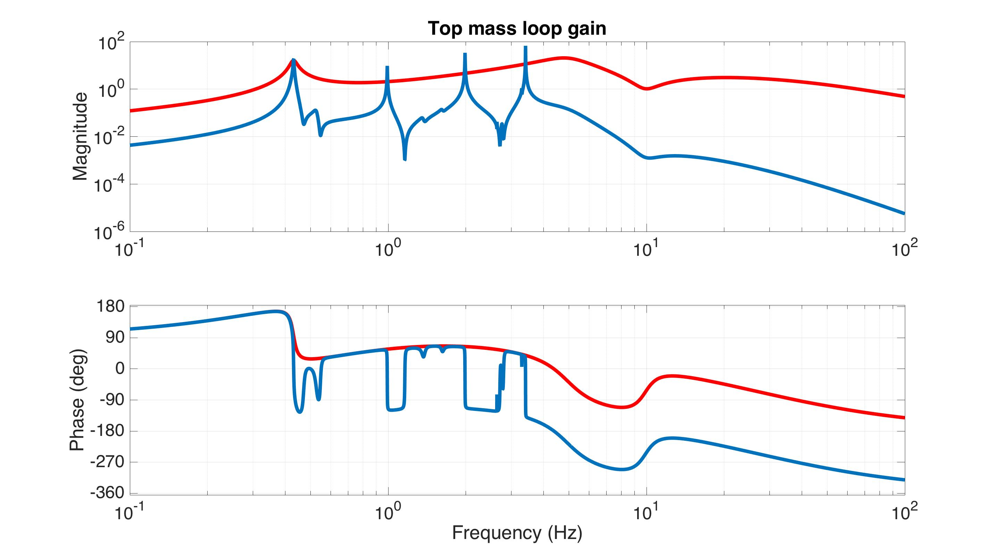 Top mass loop gain
10^2
10^0
10^-2
10^-4
10^-6
Magnitude
10^-1 10^0 10^1 10^2
180
90
0
-90
-180
-270
-360
Phase (deg)
10^-1 10^0 10^1 10^2
Frequency (Hz)